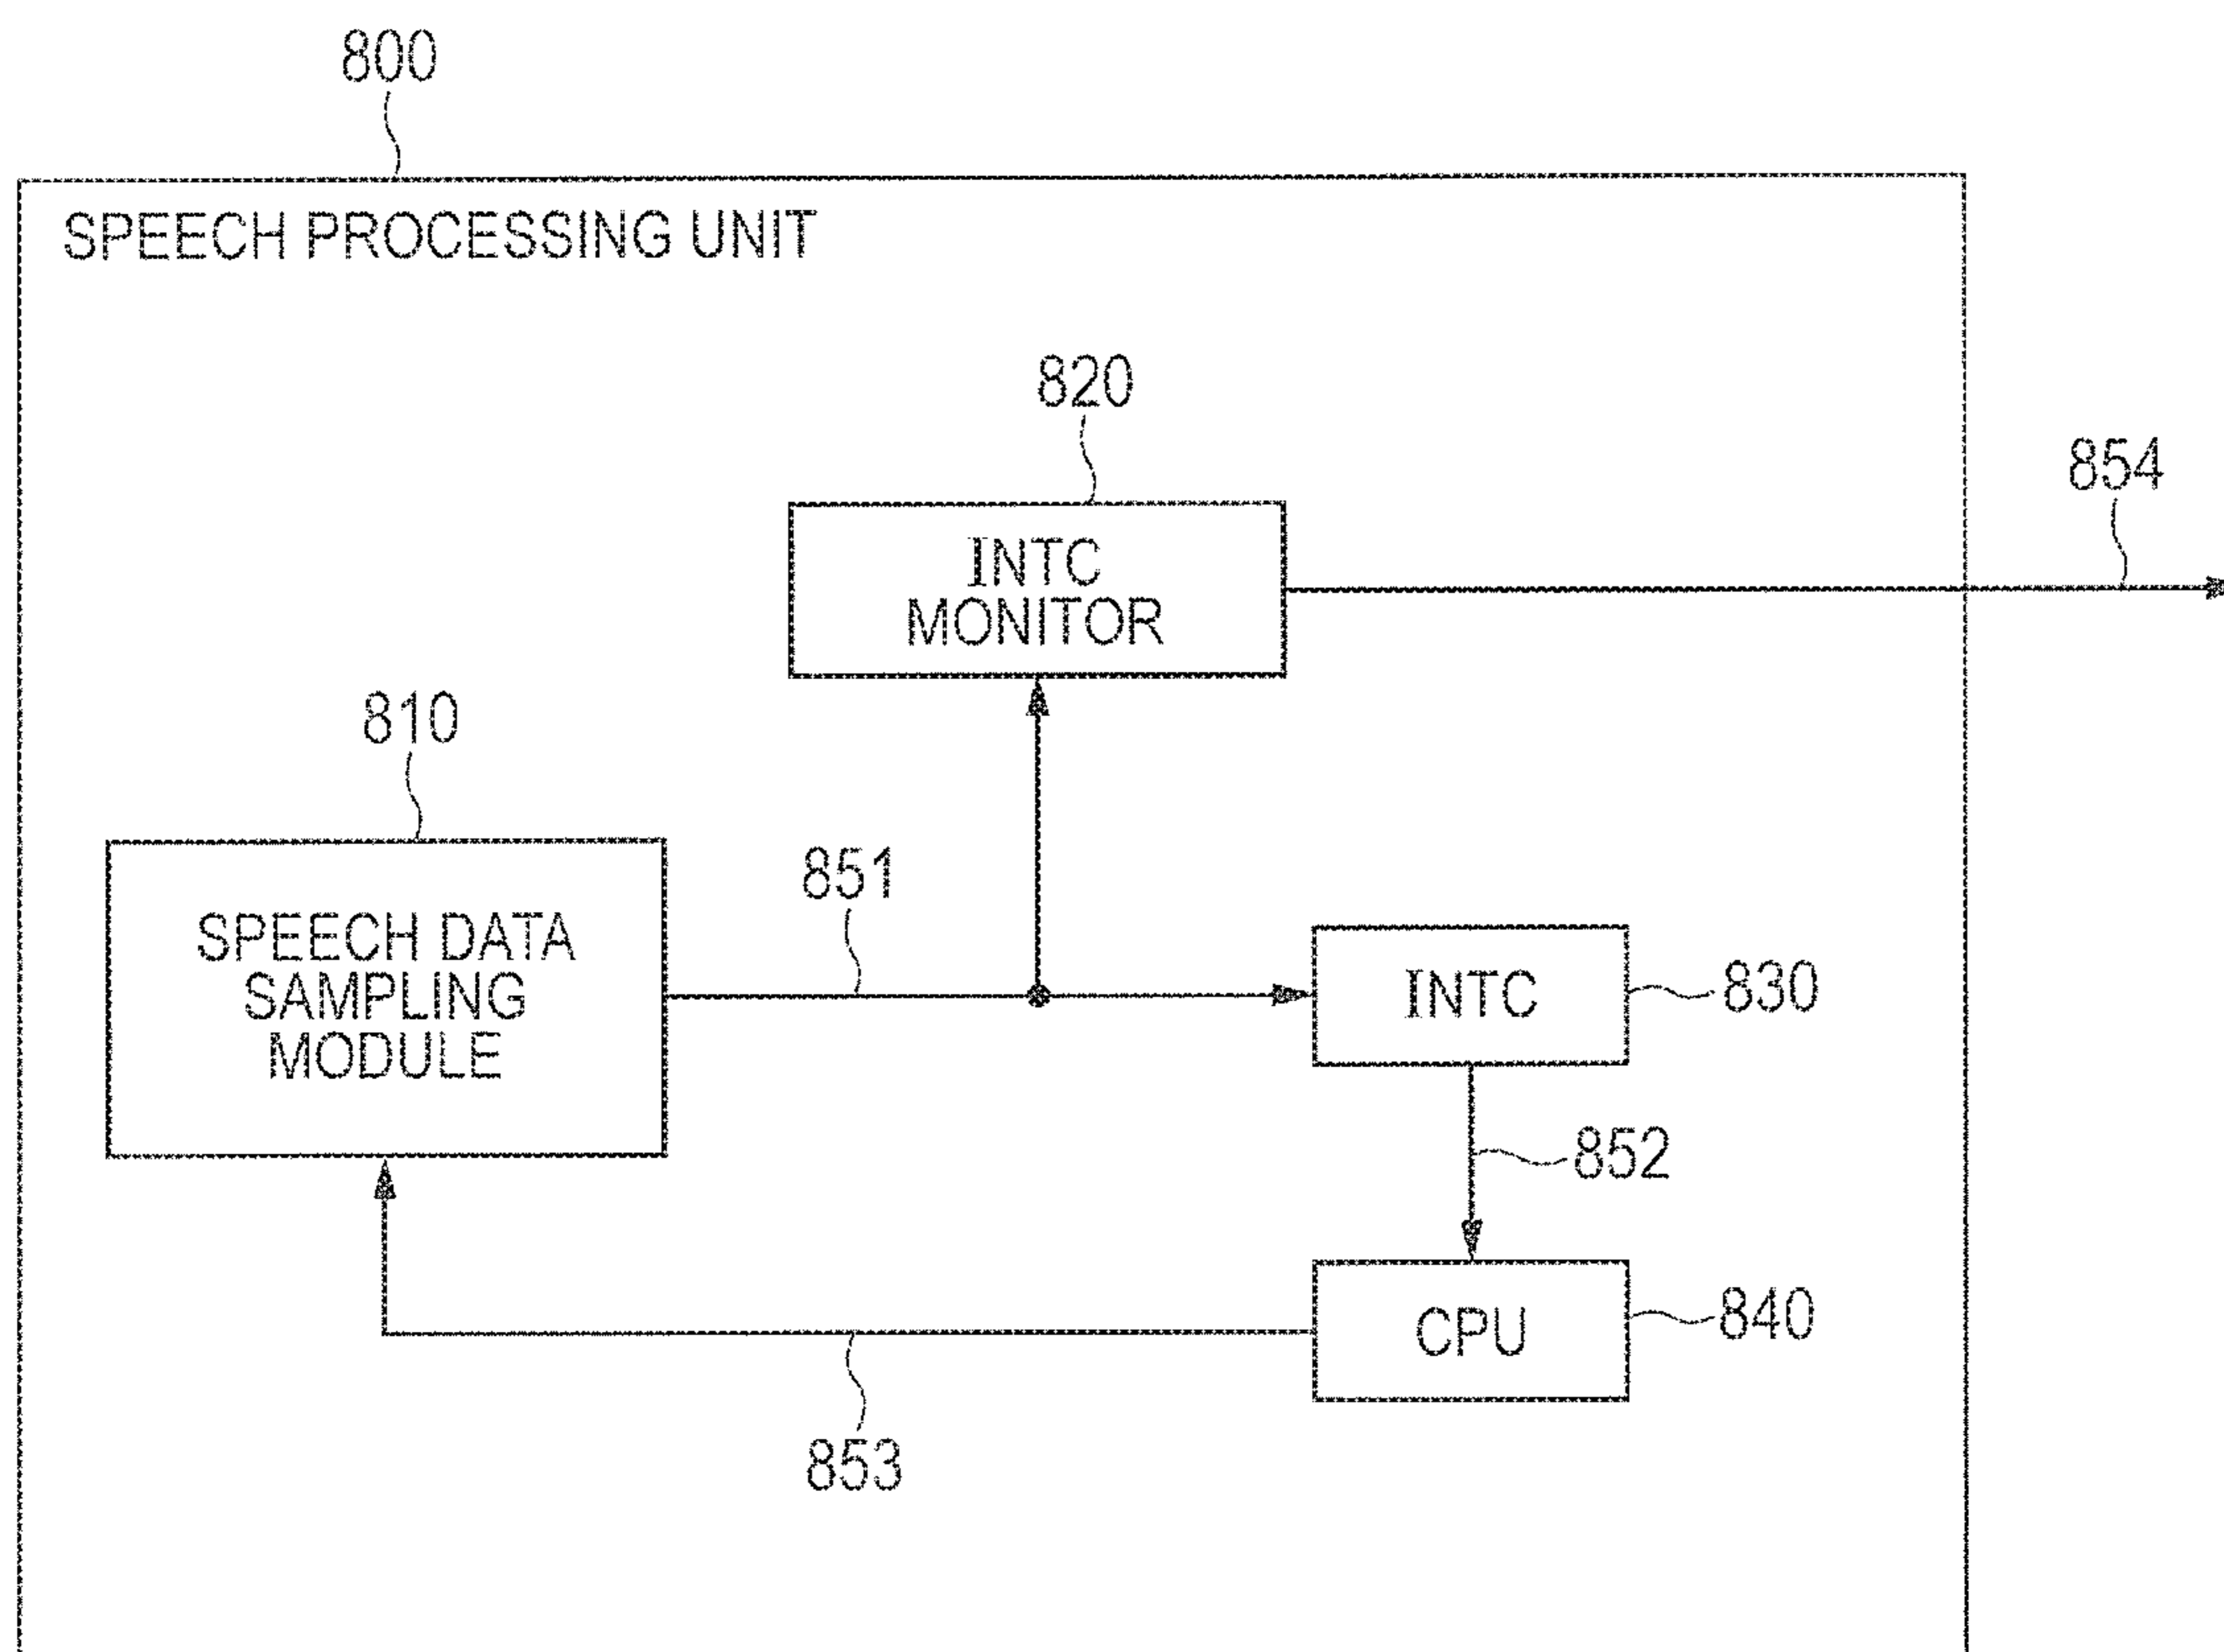 800
SPEECH PROCESSING UNIT
820
854
INTC
MONITOR
810
851
SPEECH DATA
SAMPLING
MODULE
INTC
830
852
CPU
840
853